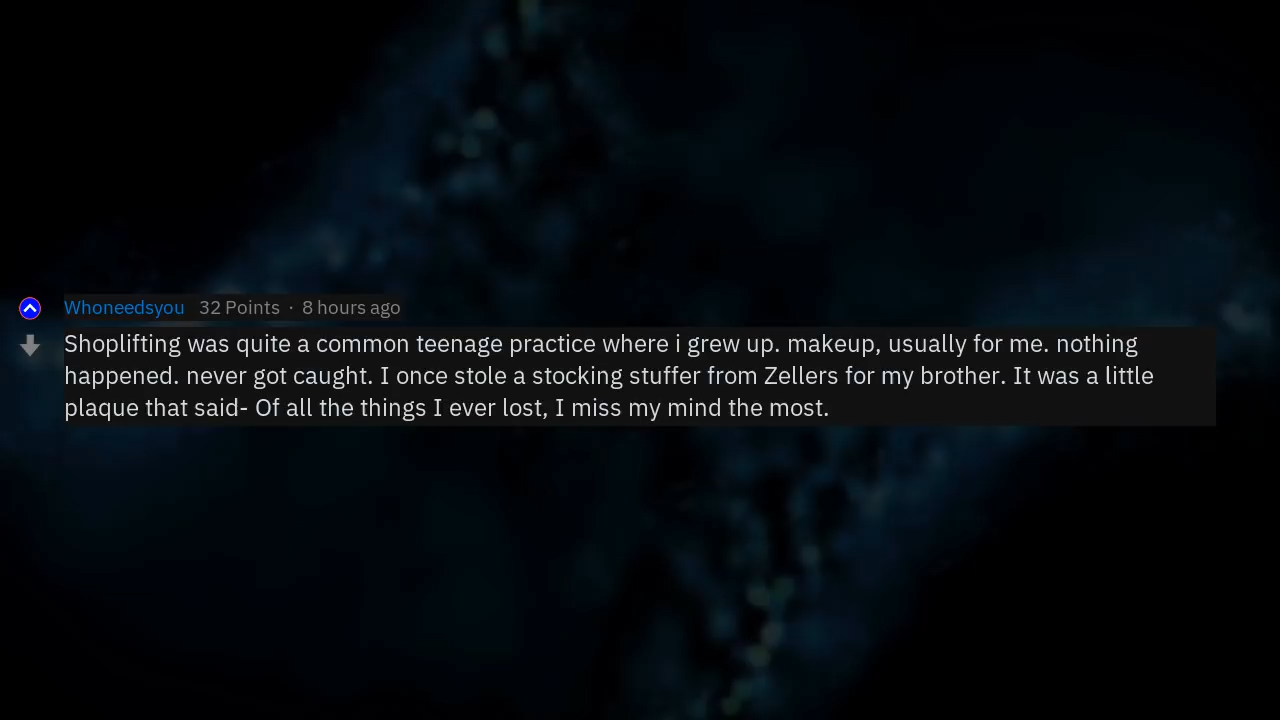 Whoneedsyou 32 Points · 8 hours ago
Shoplifting was quite a common teenage practice where i grew up. makeup, usually for me. nothing
happened. never got caught. I once stole a stocking stuffer from Zellers for my brother. It was a little
plaque that said- Of all the things I ever lost, I miss my mind the most.